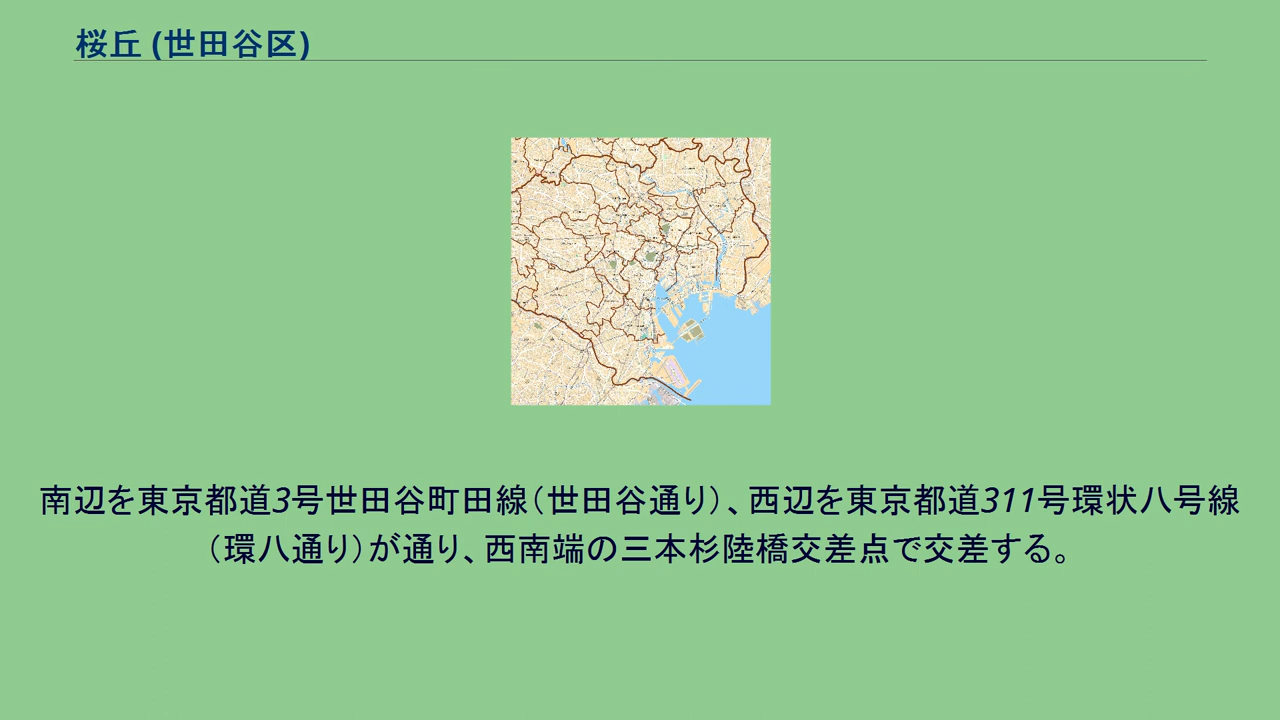 桜丘 (世田谷区)
南辺を東京都道3号世田谷町田線（世田谷通り）、西辺を東京都道311号環状八号線
（環八通り）が通り、西南端の三本杉陸橋交差点で交差する。